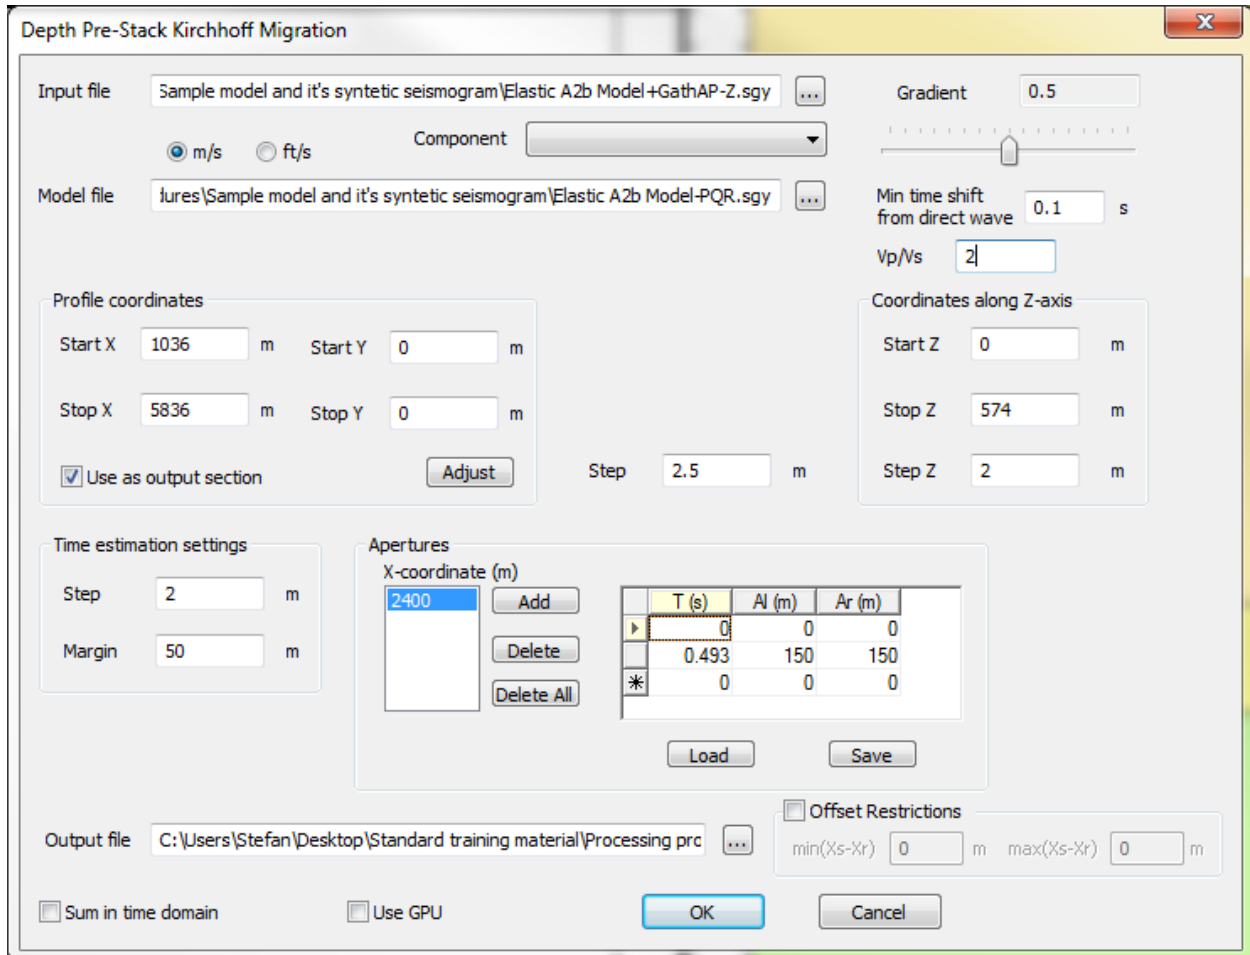 Depth Pre-Stack Kirchhoff Migration
Input file Sample model and it's syntetic seismogram\Elastic A2b Model+GathAP-Z.sgy ... Gradient 0.5
m/s ft/s Component
Model file dures\Sample model and it's syntetic seismogram\Elastic A2b Model-PQR.sgy ... Min time shift
from direct wave 0.1 s
Vp/Vs 2
Profile coordinates Coordinates along Z-axis
Start X 1036 m Start Y 0 m Start Z 0 m
Stop X 5836 m Stop Y 0 m Stop Z 574 m
Use as output section Adjust Step 2.5 m Step Z 2 m
Time estimation settings Apertures
X-coordinate (m)
Step 2 m 2400 Add T (s) Al (m) Ar (m)
0 0 0
Margin 50 m Delete 0.493 150 150
Delete All 0 0 0
Load Save
Offset Restrictions
Output file C:\Users\Stefan\Desktop\Standard training material\Processing prc ... min(Xs-Xr) 0 m max(Xs-Xr) 0 m
Sum in time domain Use GPU OK Cancel